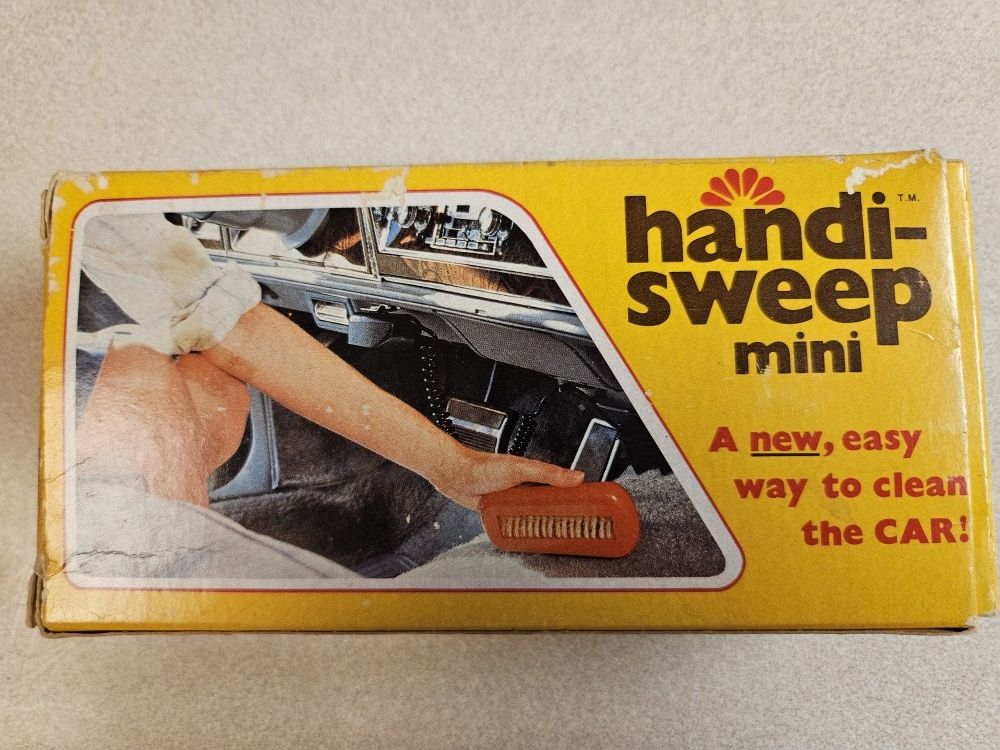 handi-
T.M.
sweep
mini
A new, easy
way to clean
the CAR!